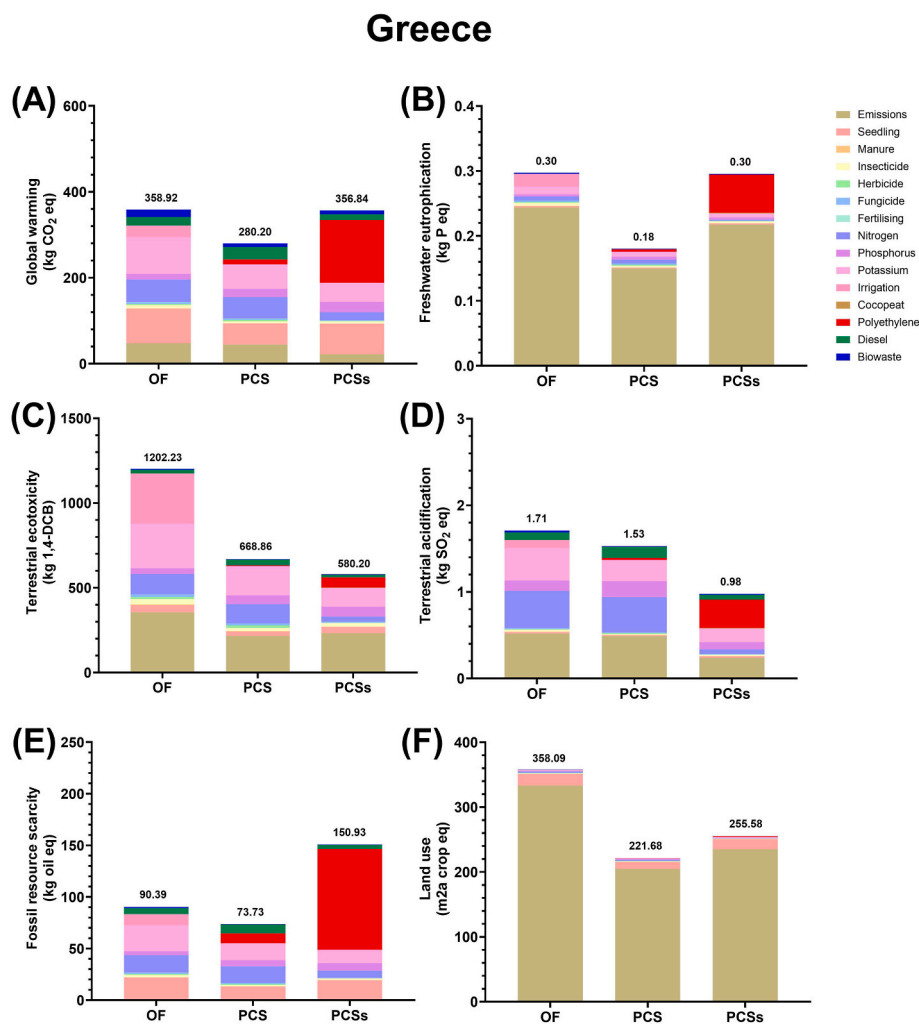 Greece
(A)
Global warming
(kg CO₂ eq)
600
400
200
0
358.92
280.20
356.84
OF
PCS
PCSs
(B)
Freshwater eutrophication
(kg P eq)
0.4
0.3
0.2
0.1
0.0
0.30
0.18
0.30
OF
PCS
PCSs
Emissions
Seedling
Manure
Insecticide
Herbicide
Fungicide
Fertilising
Nitrogen
Phosphorus
Potassium
Irrigation
Cocopeat
Polyethylene
Diesel
Biowaste
(C)
Terrestrial ecotoxicity
(kg 1,4-DCB)
1500
1000
500
0
1202.23
668.86
580.20
OF
PCS
PCSs
(D)
Terrestrial acidification
(kg SO₂ eq)
3
2
1
0
1.71
1.53
0.98
OF
PCS
PCSs
(E)
Fossil resource scarcity
(kg oil eq)
250
200
150
100
50
0
90.39
73.73
150.93
OF
PCS
PCSs
(F)
Land use
(m2a crop eq)
400
300
200
100
0
358.09
221.68
255.58
OF
PCS
PCSs